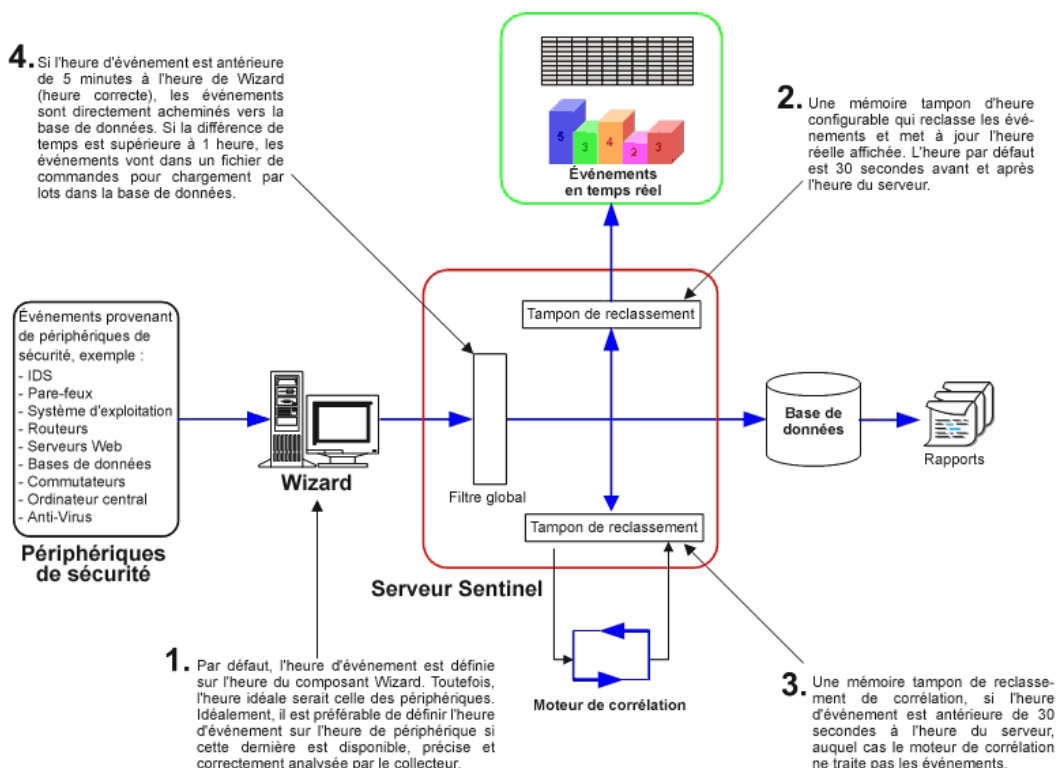 4. Si l'heure d'événement est antérieure
de 5 minutes à l'heure de Wizard
(heure correcte), les événements
sont directement acheminés vers la
base de données. Si la différence de
temps est supérieure à 1 heure, les
événements vont dans un fichier de
commandes pour chargement par
lots dans la base de données.
5
3
4
2
3
Événements
en temps réel
2. Une mémoire tampon d'heure
configurable qui reclasse les évé-
nements et met à jour l'heure
réelle affichée. L'heure par défaut
est 30 secondes avant et après
l'heure du serveur.
Événements provenant
de périphériques de
sécurité, exemple :
- IDS
- Pare-feux
- Système d'exploitation
- Routeurs
- Serveurs Web
- Bases de données
- Commutateurs
- Ordinateur central
- Anti-Virus
Périphériques
de sécurité
Wizard
Filtre global
Tampon de reclassement
Tampon de reclassement
Serveur Sentinel
Base de
données
Rapports
Moteur de corrélation
1. Par défaut, l'heure d'événement est définie
sur l'heure du composant Wizard. Toutefois,
l'heure idéale serait celle des périphériques.
Idéalement, il est préférable de définir l'heure
d'événement sur l'heure de périphérique si
cette dernière est disponible, précise et
correctement analysée par le collecteur.
3. Une mémoire tampon de reclasse-
ment de corrélation, si l'heure
d'événement est antérieure de 30
secondes à l'heure du serveur,
auquel cas le moteur de corrélation
ne traite pas les événements.